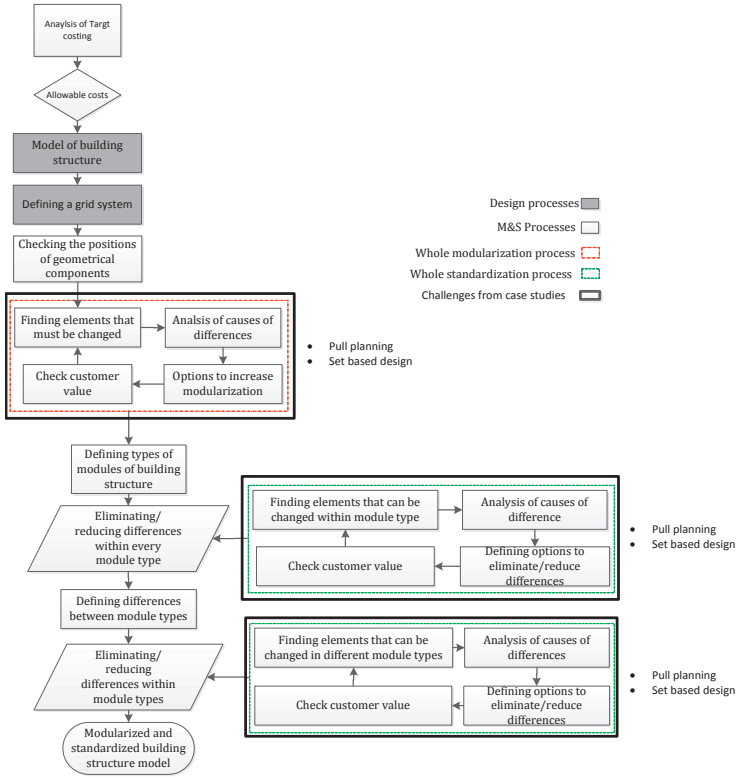 Anaylsis of Targt
costing
Allowable costs
Model of building
structure
Defining a grid system
Checking the positions
of geometrical
components
Design processes
M&S Processes
Whole modularization process
Whole standardization process
Challenges from case studies
Finding elements that
must be changed
Analsis of causes of
differences
Check customer
value
Options to increase
modularization
• Pull planning
• Set based design
Defining types of
modules of building
structure
Eliminating/
reducing differences
within every
module type
Finding elements that can be
changed within module type
Analysis of causes of
difference
Check customer value
Defining options to
eliminate/reduce
differences
• Pull planning
• Set based design
Defining differences
between module types
Eliminating/
reducing
differences within
module types
Finding elements that can be
changed in different module types
Analysis of causes of
differences
Check customer value
Defining options to
eliminate/reduce
differences
• Pull planning
• Set based design
Modularized and
standardized building
structure model